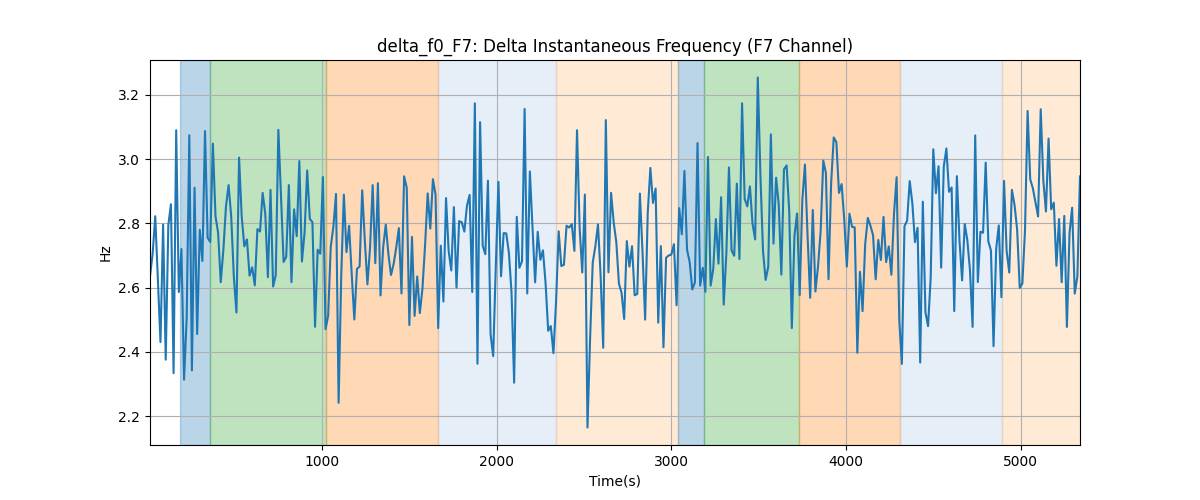 delta_f0_F7: Delta Instantaneous Frequency (F7 Channel)
3.2
3.0
2.8
2.6
2.4
2.2
Hz
1000 2000 3000 4000 5000
Time(s)